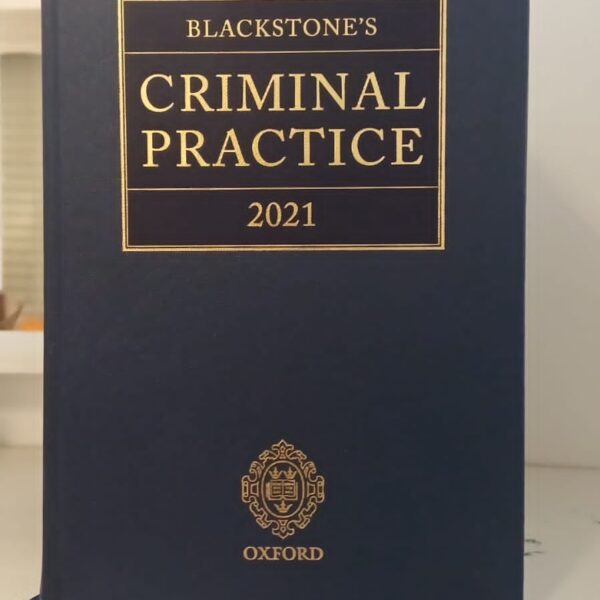 BLACKSTONE'S
CRIMINAL
PRACTICE
2021
OXFORD